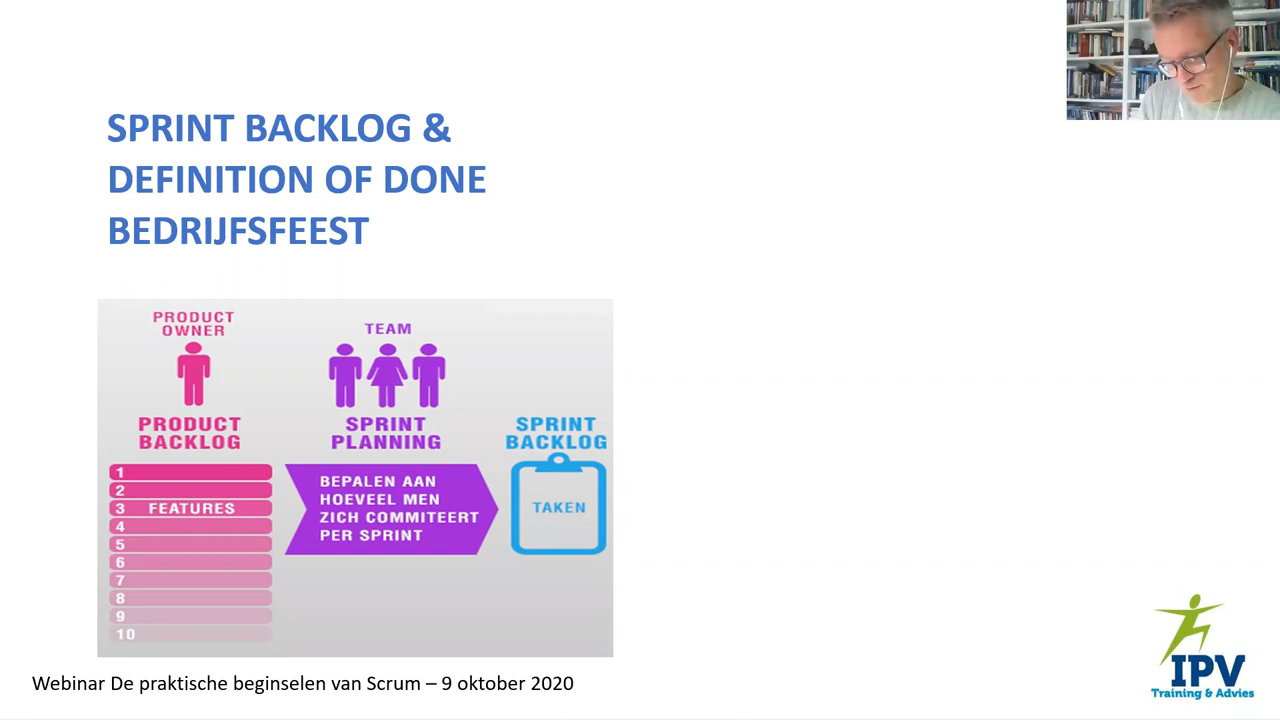 SPRINT BACKLOG &
DEFINITION OF DONE
BEDRIJFSFEEST
PRODUCT
OWNER
TEAM
PRODUCT
BACKLOG
SPRINT
PLANNING
SPRINT
BACKLOG
1
2
3 FEATURES
4
5
6
7
8
9
10
BEPALEN AAN
HOEVEEL MEN
ZICH COMMITEERT
PER SPRINT
TAKEN
Webinar De praktische beginselen van Scrum – 9 oktober 2020
IPV
Training & Advies